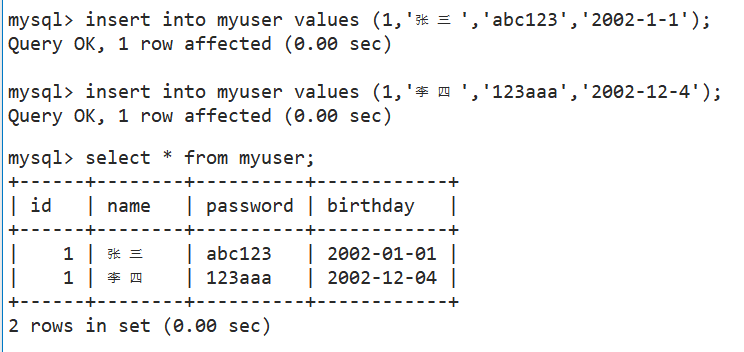 mysql> insert into myuser values (1,'张三','abc123','2002-1-1');
Query OK, 1 row affected (0.00 sec)
mysql> insert into myuser values (1,'李四','123aaa','2002-12-4');
Query OK, 1 row affected (0.00 sec)
mysql> select * from myuser;
+------+--------+----------+------------+
| id   | name   | password | birthday   |
+------+--------+----------+------------+
|    1 | 张三   | abc123   | 2002-01-01 |
|    1 | 李四   | 123aaa   | 2002-12-04 |
+------+--------+----------+------------+
2 rows in set (0.00 sec)